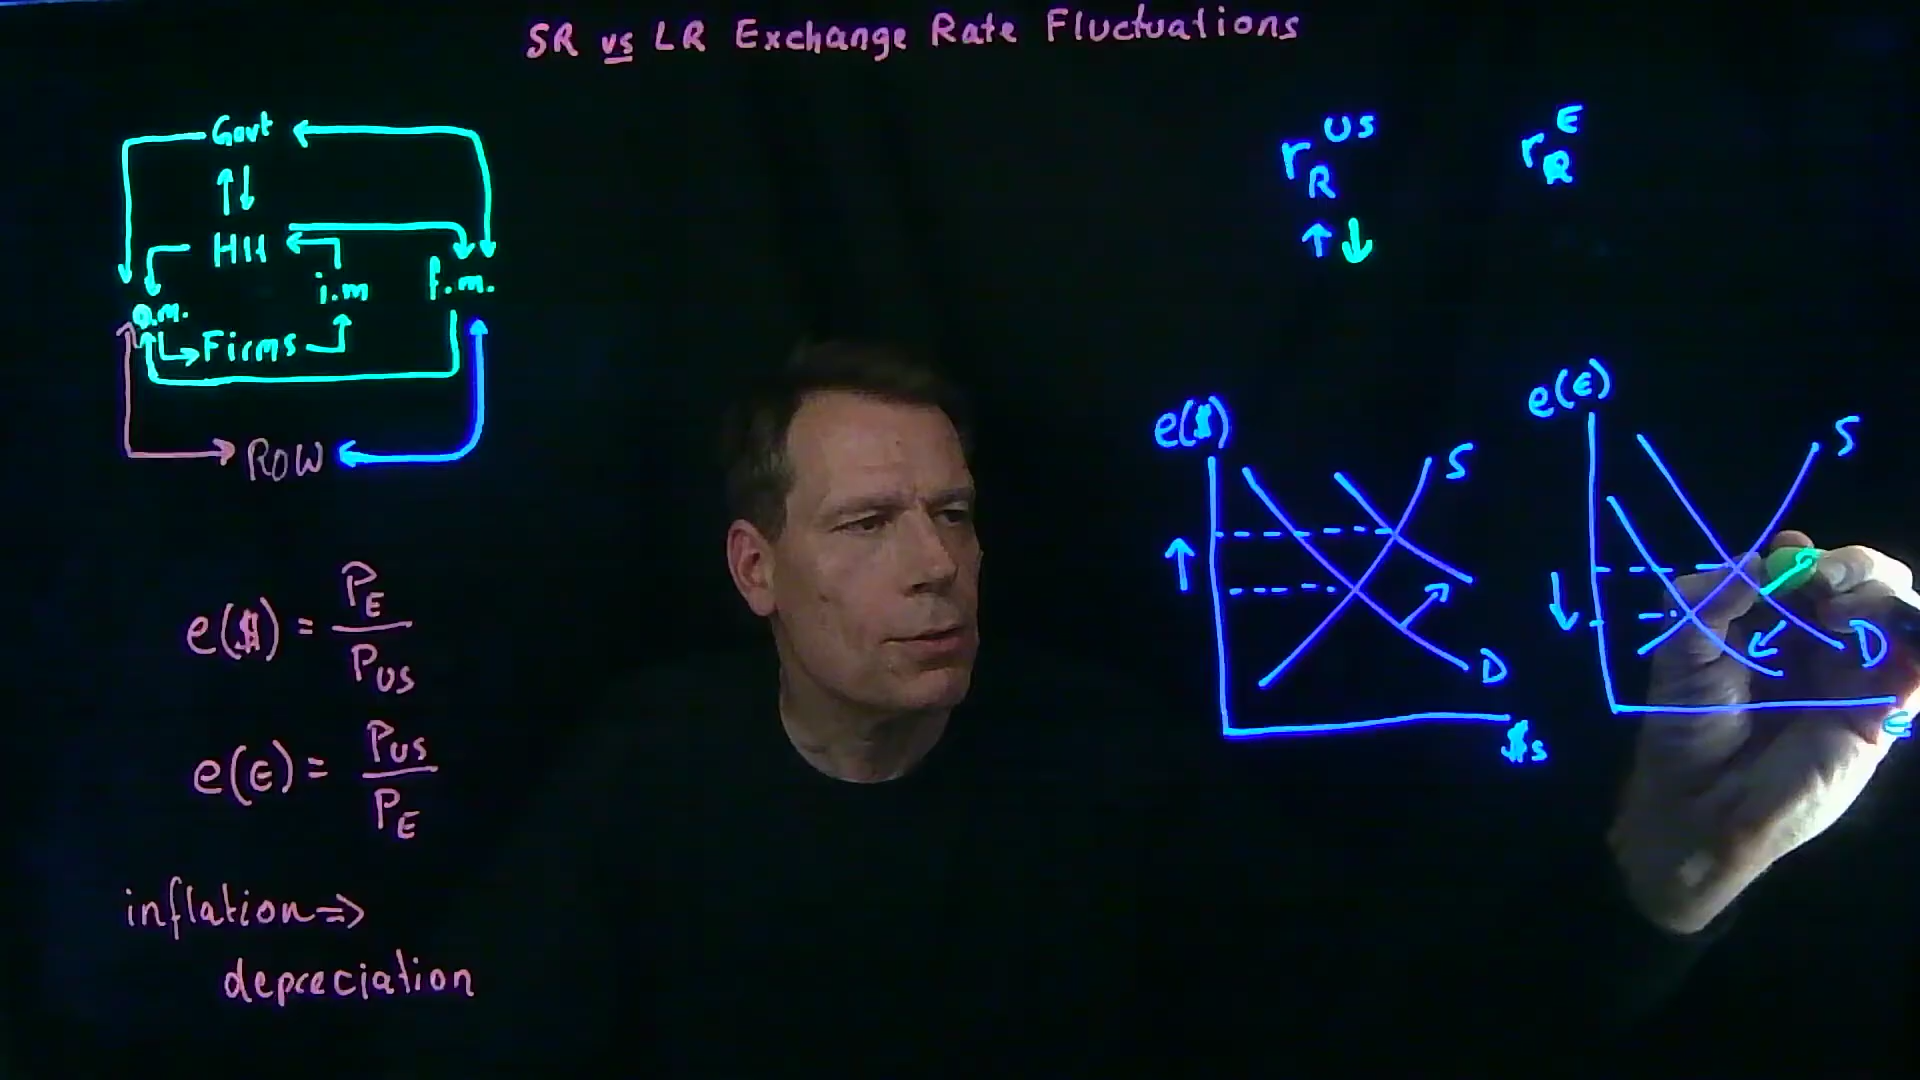 SR vs LR Exchange Rate Fluctuations
Govt
HH
o.m.
i.m
f.m.
Firms
ROW
e($) = P_E / P_US
e(€) = P_US / P_E
inflation ⇒
depreciation
r_R^US
↑ ↓
r_R^E
e($)
S
D
$s
e(€)
S
D
€